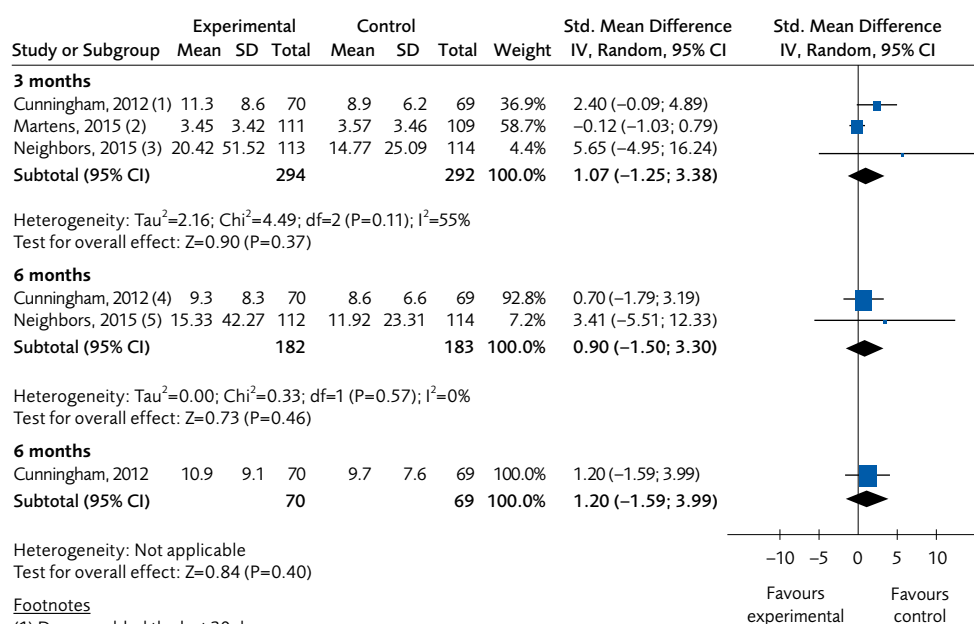 Experimental Control Std. Mean Difference Std. Mean Difference
Study or Subgroup Mean SD Total Mean SD Total Weight IV, Random, 95% CI IV, Random, 95% CI
3 months
Cunningham, 2012 (1) 11.3 8.6 70 8.9 6.2 69 36.9% 2.40 (−0.09; 4.89)
Martens, 2015 (2) 3.45 3.42 111 3.57 3.46 109 58.7% −0.12 (−1.03; 0.79)
Neighbors, 2015 (3) 20.42 51.52 113 14.77 25.09 114 4.4% 5.65 (−4.95; 16.24)
Subtotal (95% CI) 294 292 100.0% 1.07 (−1.25; 3.38)
Heterogeneity: Tau²=2.16; Chi²=4.49; df=2 (P=0.11); I²=55%
Test for overall effect: Z=0.90 (P=0.37)
6 months
Cunningham, 2012 (4) 9.3 8.3 70 8.6 6.6 69 92.8% 0.70 (−1.79; 3.19)
Neighbors, 2015 (5) 15.33 42.27 112 11.92 23.31 114 7.2% 3.41 (−5.51; 12.33)
Subtotal (95% CI) 182 183 100.0% 0.90 (−1.50; 3.30)
Heterogeneity: Tau²=0.00; Chi²=0.33; df=1 (P=0.57); I²=0%
Test for overall effect: Z=0.73 (P=0.46)
6 months
Cunningham, 2012 10.9 9.1 70 9.7 7.6 69 100.0% 1.20 (−1.59; 3.99)
Subtotal (95% CI) 70 69 100.0% 1.20 (−1.59; 3.99)
Heterogeneity: Not applicable
Test for overall effect: Z=0.84 (P=0.40)
−10 −5 0 5 10
Favours experimental Favours control
Footnotes